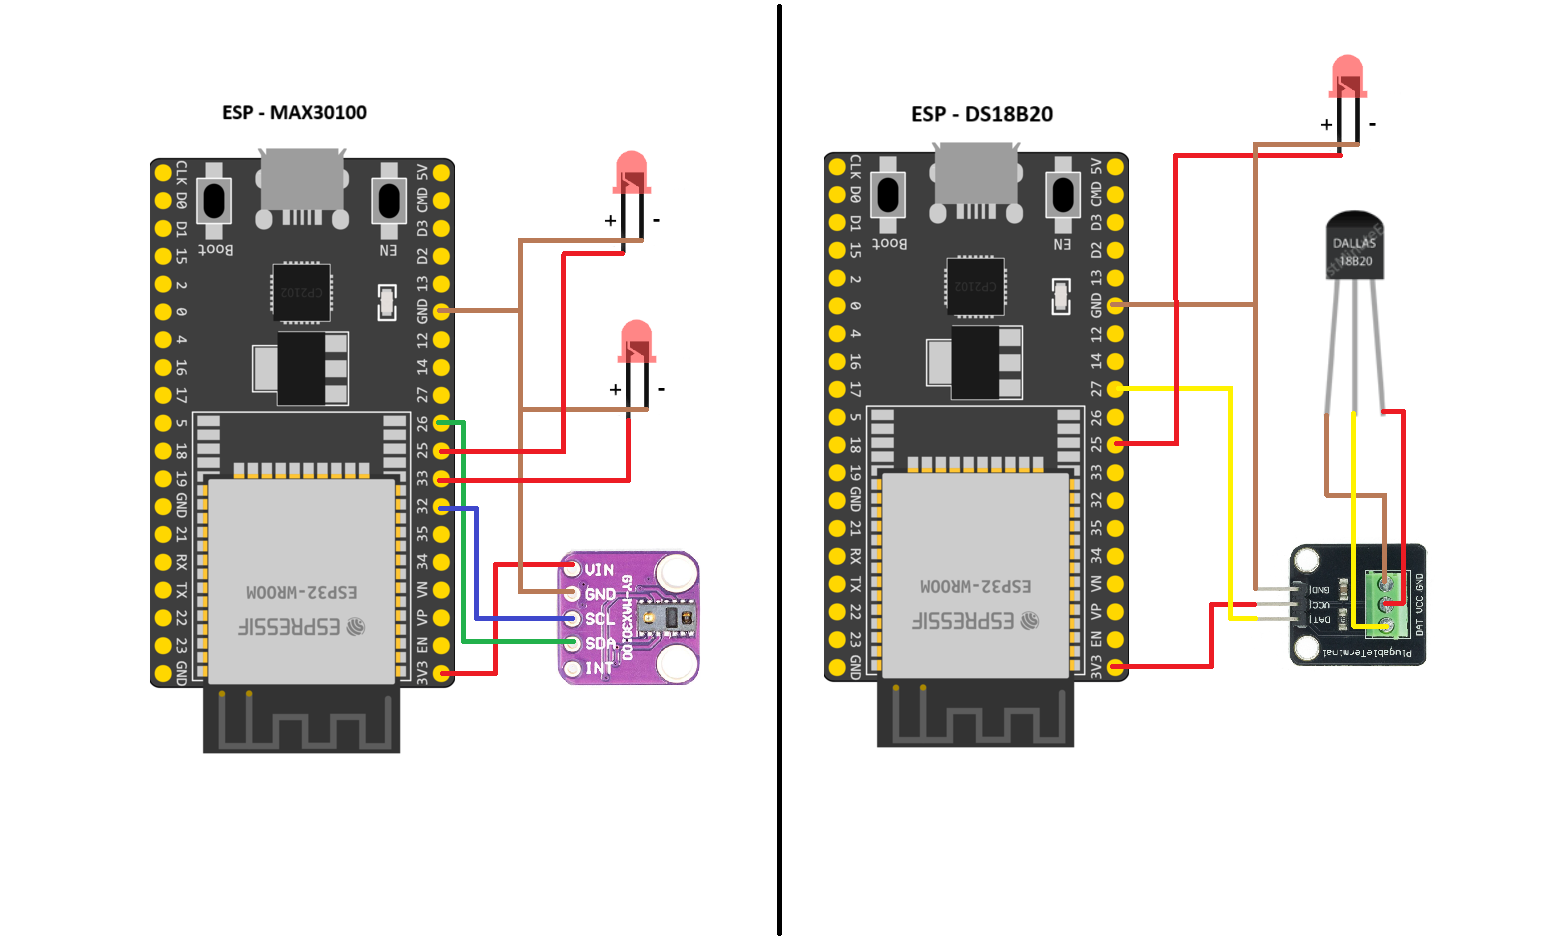 ESP - MAX30100
CLK
D0
D1
15
2
0
4
16
17
5
18
19
GND
21
RX
TX
22
23
GND
Boot
EN
CP2102
5V
CMD
D3
D2
13
GND
12
14
27
26
25
33
32
35
34
VN
VP
EN
3V3
ESP32-WROOM
ESPRESSIF
+ -
+ -
VIN
GND
SCL
SDA
INT
GY-MAX30100
ESP - DS18B20
CLK
D0
D1
15
2
0
4
16
17
5
18
19
GND
21
RX
TX
22
23
GND
Boot
EN
CP2102
5V
CMD
D3
D2
13
GND
12
14
27
26
25
33
32
35
34
VN
VP
EN
3V3
ESP32-WROOM
ESPRESSIF
+ -
DALLAS
18B20
GND
VCC
DAT
DAT VCC GND
PlugableTerminal